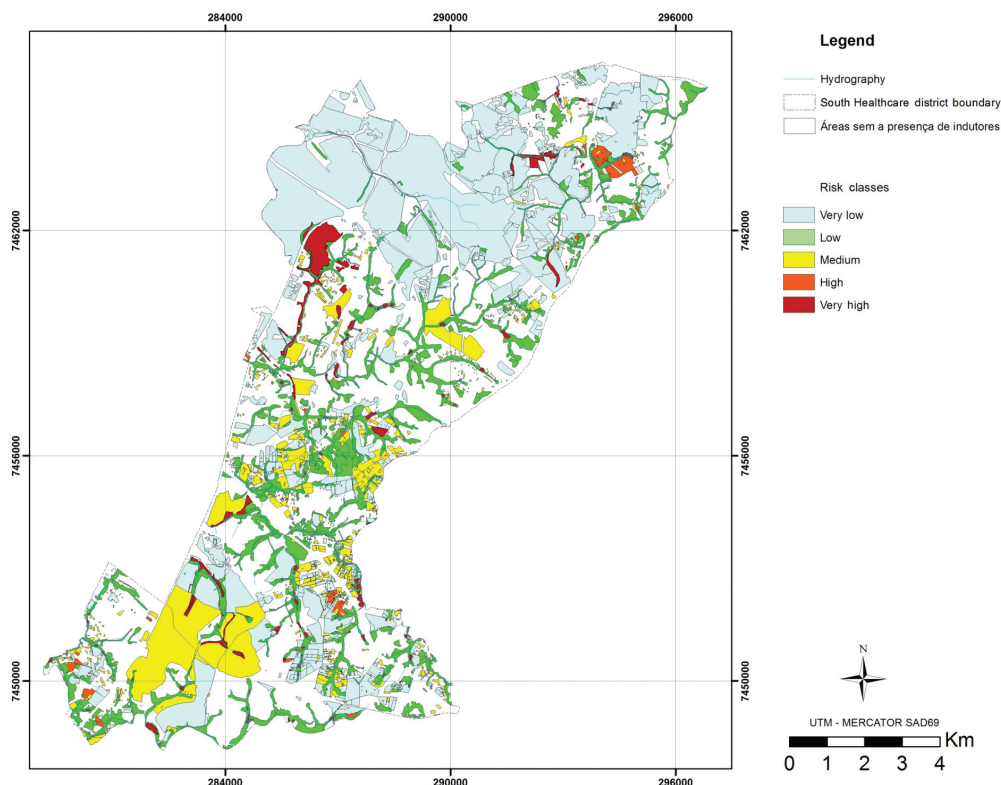 284000
290000
296000
7462000
7456000
7450000
7462000
7456000
7450000
284000
290000
296000
Legend
Hydrography
South Healthcare district boundary
Áreas sem a presença de indutores
Risk classes
Very low
Low
Medium
High
Very high
N
UTM - MERCATOR SAD69
Km
0 1 2 3 4